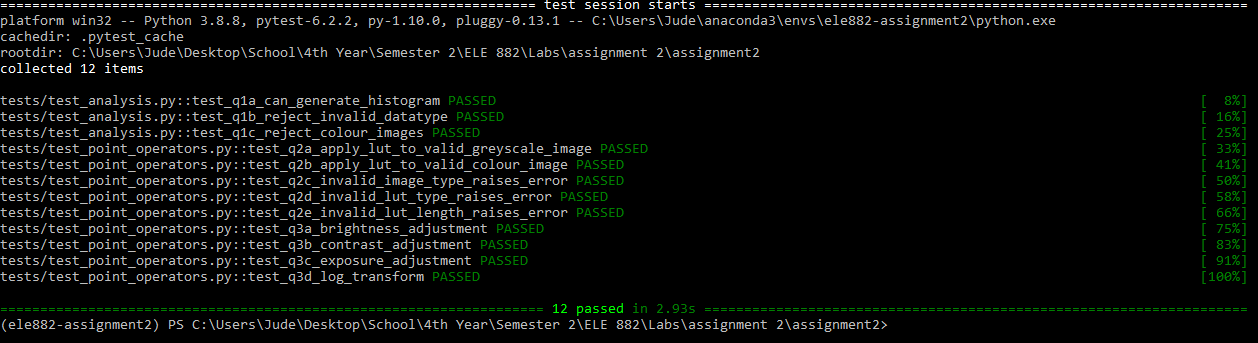 ============================= test session starts =============================
platform win32 -- Python 3.8.8, pytest-6.2.2, py-1.10.0, pluggy-0.13.1 -- C:\Users\Jude\anaconda3\envs\ele882-assignment2\python.exe
cachedir: .pytest_cache
rootdir: C:\Users\Jude\Desktop\School\4th Year\Semester 2\ELE 882\Labs\assignment 2\assignment2
collected 12 items
tests/test_analysis.py::test_q1a_can_generate_histogram PASSED [  8%]
tests/test_analysis.py::test_q1b_reject_invalid_datatype PASSED [ 16%]
tests/test_analysis.py::test_q1c_reject_colour_images PASSED [ 25%]
tests/test_point_operators.py::test_q2a_apply_lut_to_valid_greyscale_image PASSED [ 33%]
tests/test_point_operators.py::test_q2b_apply_lut_to_valid_colour_image PASSED [ 41%]
tests/test_point_operators.py::test_q2c_invalid_image_type_raises_error PASSED [ 50%]
tests/test_point_operators.py::test_q2d_invalid_lut_type_raises_error PASSED [ 58%]
tests/test_point_operators.py::test_q2e_invalid_lut_length_raises_error PASSED [ 66%]
tests/test_point_operators.py::test_q3a_brightness_adjustment PASSED [ 75%]
tests/test_point_operators.py::test_q3b_contrast_adjustment PASSED [ 83%]
tests/test_point_operators.py::test_q3c_exposure_adjustment PASSED [ 91%]
tests/test_point_operators.py::test_q3d_log_transform PASSED [100%]
============================= 12 passed in 2.93s =============================
(ele882-assignment2) PS C:\Users\Jude\Desktop\School\4th Year\Semester 2\ELE 882\Labs\assignment 2\assignment2>